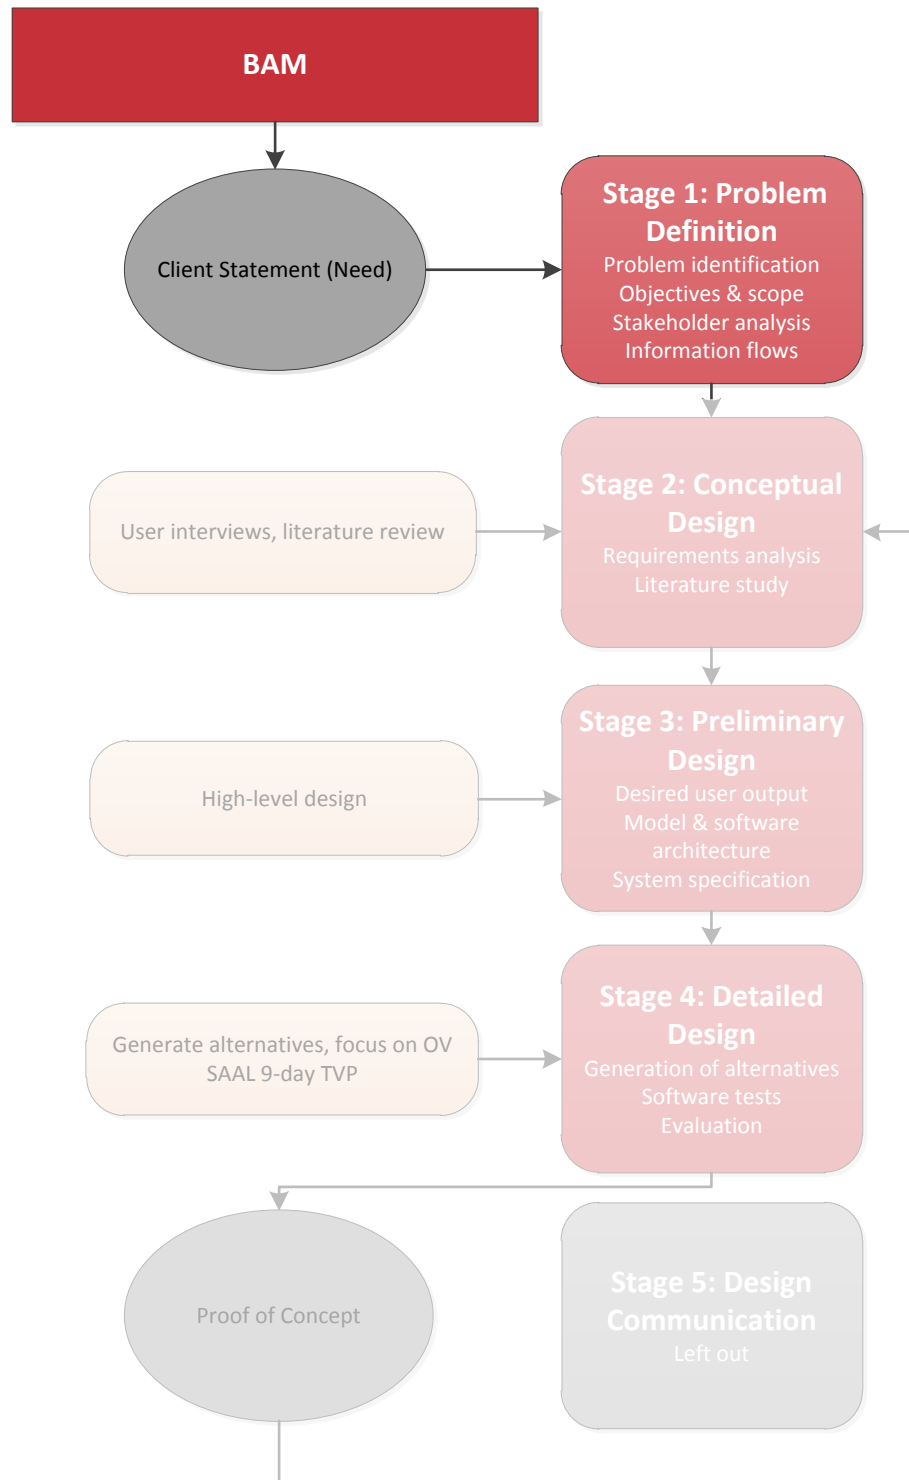 BAM
Client Statement (Need)
Stage 1: Problem
Definition
Problem identification
Objectives & scope
Stakeholder analysis
Information flows
User interviews, literature review
Stage 2: Conceptual
Design
Requirements analysis
Literature study
High-level design
Stage 3: Preliminary
Design
Desired user output
Model & software
architecture
System specification
Generate alternatives, focus on OV
SAAL 9-day TVP
Stage 4: Detailed
Design
Generation of alternatives
Software tests
Evaluation
Proof of Concept
Stage 5: Design
Communication
Left out